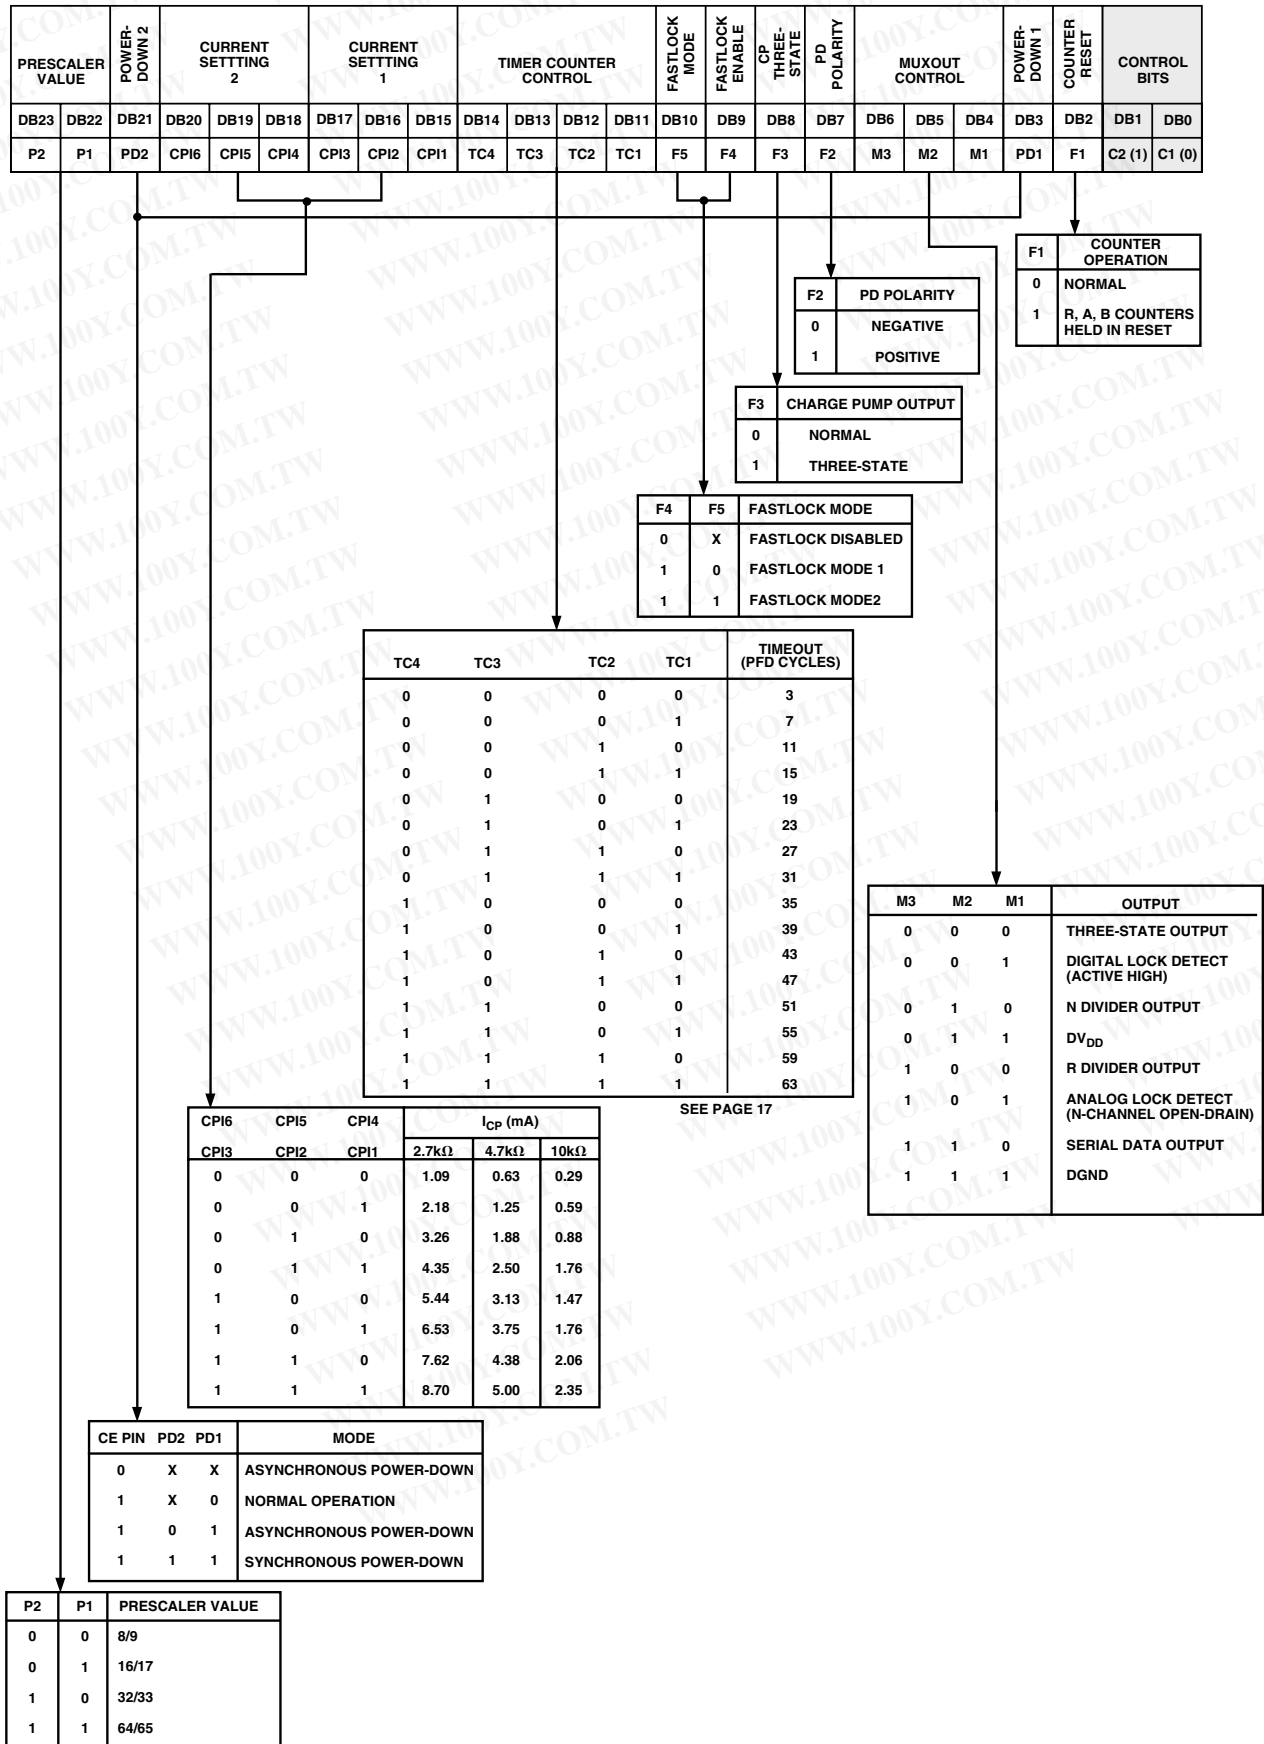 PRESCALER VALUE
POWER-DOWN 2
CURRENT SETTTING 2
CURRENT SETTTING 1
TIMER COUNTER CONTROL
FASTLOCK MODE
FASTLOCK ENABLE
CP THREE-STATE
PD POLARITY
MUXOUT CONTROL
POWER-DOWN 1
COUNTER RESET
CONTROL BITS
DB23 DB22 DB21 DB20 DB19 DB18 DB17 DB16 DB15 DB14 DB13 DB12 DB11 DB10 DB9 DB8 DB7 DB6 DB5 DB4 DB3 DB2 DB1 DB0
P2 P1 PD2 CPI6 CPI5 CPI4 CPI3 CPI2 CPI1 TC4 TC3 TC2 TC1 F5 F4 F3 F2 M3 M2 M1 PD1 F1 C2 (1) C1 (0)
F1 COUNTER OPERATION
0 NORMAL
1 R, A, B COUNTERS
HELD IN RESET
F2 PD POLARITY
0 NEGATIVE
1 POSITIVE
F3 CHARGE PUMP OUTPUT
0 NORMAL
1 THREE-STATE
F4 F5 FASTLOCK MODE
0 X FASTLOCK DISABLED
1 0 FASTLOCK MODE 1
1 1 FASTLOCK MODE2
TC4 TC3 TC2 TC1 TIMEOUT (PFD CYCLES)
0 0 0 0 3
0 0 0 1 7
0 0 1 0 11
0 0 1 1 15
0 1 0 0 19
0 1 0 1 23
0 1 1 0 27
0 1 1 1 31
1 0 0 0 35
1 0 0 1 39
1 0 1 0 43
1 0 1 1 47
1 1 0 0 51
1 1 0 1 55
1 1 1 0 59
1 1 1 1 63
SEE PAGE 17
M3 M2 M1 OUTPUT
0 0 0 THREE-STATE OUTPUT
0 0 1 DIGITAL LOCK DETECT
(ACTIVE HIGH)
0 1 0 N DIVIDER OUTPUT
0 1 1 DVDD
1 0 0 R DIVIDER OUTPUT
1 0 1 ANALOG LOCK DETECT
(N-CHANNEL OPEN-DRAIN)
1 1 0 SERIAL DATA OUTPUT
1 1 1 DGND
CPI6 CPI5 CPI4 ICP (mA)
CPI3 CPI2 CPI1 2.7kΩ 4.7kΩ 10kΩ
0 0 0 1.09 0.63 0.29
0 0 1 2.18 1.25 0.59
0 1 0 3.26 1.88 0.88
0 1 1 4.35 2.50 1.76
1 0 0 5.44 3.13 1.47
1 0 1 6.53 3.75 1.76
1 1 0 7.62 4.38 2.06
1 1 1 8.70 5.00 2.35
CE PIN PD2 PD1 MODE
0 X X ASYNCHRONOUS POWER-DOWN
1 X 0 NORMAL OPERATION
1 0 1 ASYNCHRONOUS POWER-DOWN
1 1 1 SYNCHRONOUS POWER-DOWN
P2 P1 PRESCALER VALUE
0 0 8/9
0 1 16/17
1 0 32/33
1 1 64/65
WWW.100Y.COM.TW